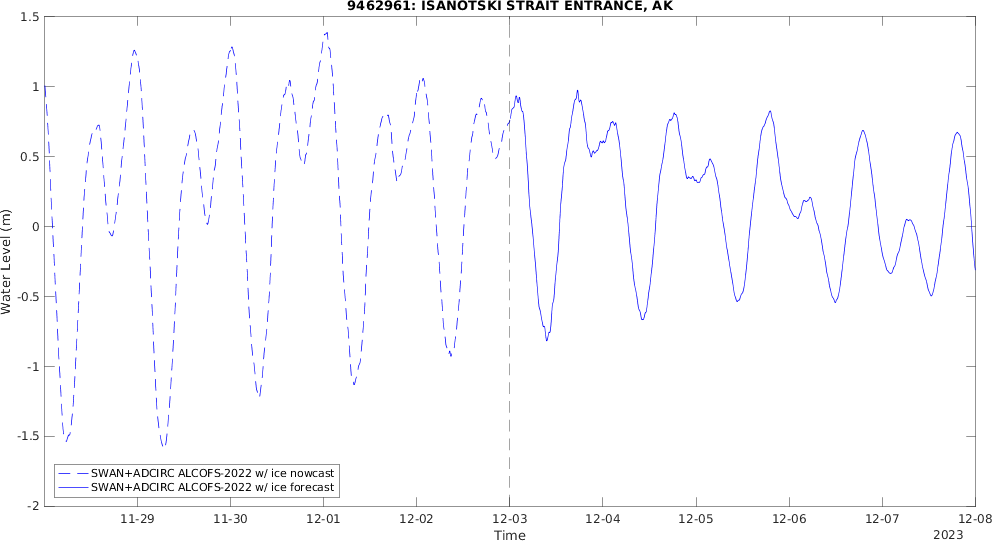 9462961: ISANOTSKI STRAIT ENTRANCE, AK
1.5
1
0.5
0
-0.5
-1
-1.5
-2
Water Level (m)
SWAN+ADCIRC ALCOFS-2022 w/ ice nowcast
SWAN+ADCIRC ALCOFS-2022 w/ ice forecast
11-29 11-30 12-01 12-02 12-03 12-04 12-05 12-06 12-07 12-08
Time
2023